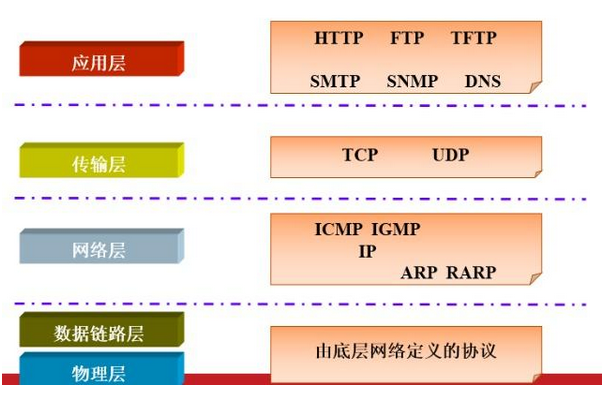 应用层
HTTP FTP TFTP
SMTP SNMP DNS
传输层
TCP UDP
网络层
ICMP IGMP
IP
ARP RARP
数据链路层
物理层
由底层网络定义的协议